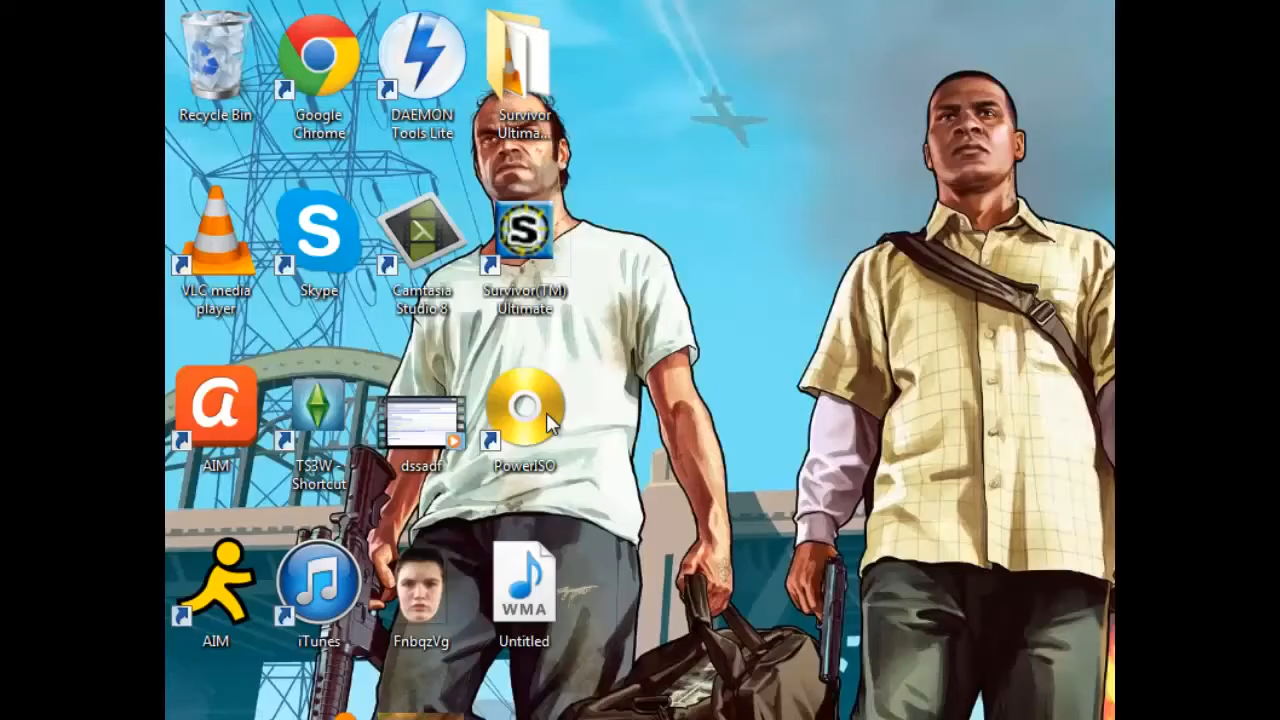 Recycle Bin
Google
Chrome
DAEMON
Tools Lite
Survivor
Ultima...
VLC media
player
S
Skype
Camtasia
Studio 8
S
Survivor(TM)
Ultimate
a
AIM
TS3W -
Shortcut
dssadf
PowerISO
AIM
iTunes
FnbqzVg
WMA
Untitled